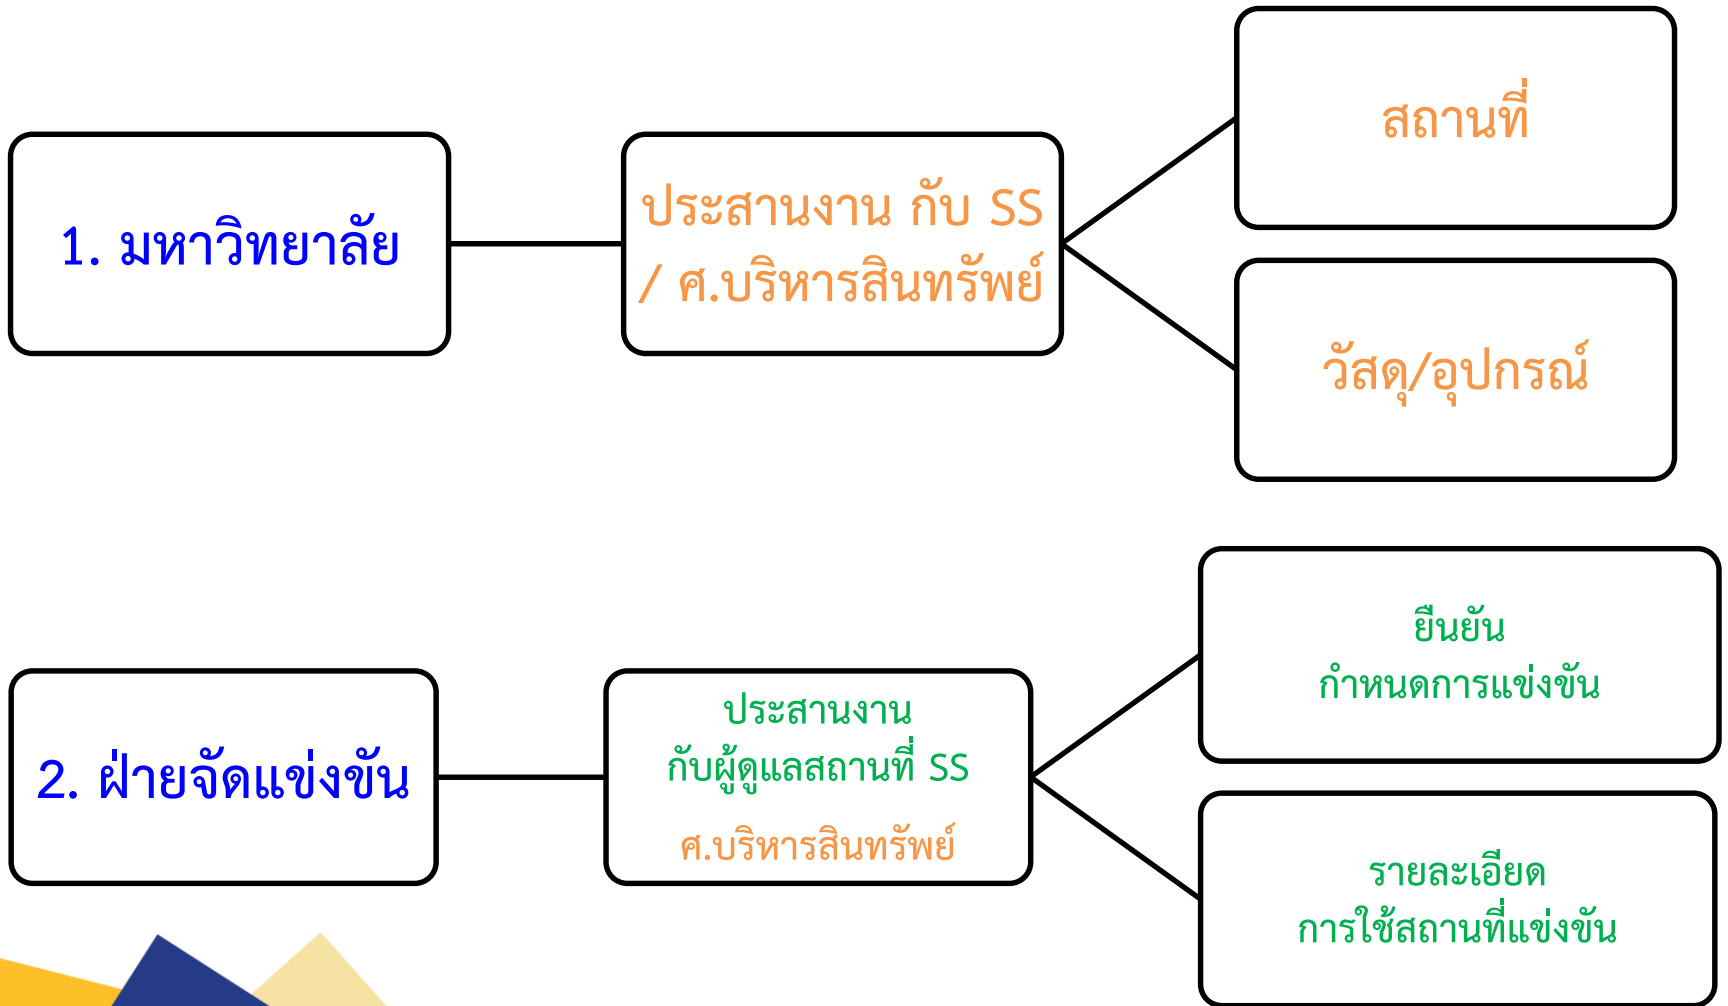 1. มหาวิทยาลัย
ประสานงาน กับ SS
/ ศ.บริหารสินทรัพย์
สถานที่
วัสดุ/อุปกรณ์
2. ฝ่ายจัดแข่งขัน
ประสานงาน
กับผู้ดูแลสถานที่ SS
ศ.บริหารสินทรัพย์
ยืนยัน
กำหนดการแข่งขัน
รายละเอียด
การใช้สถานที่แข่งขัน